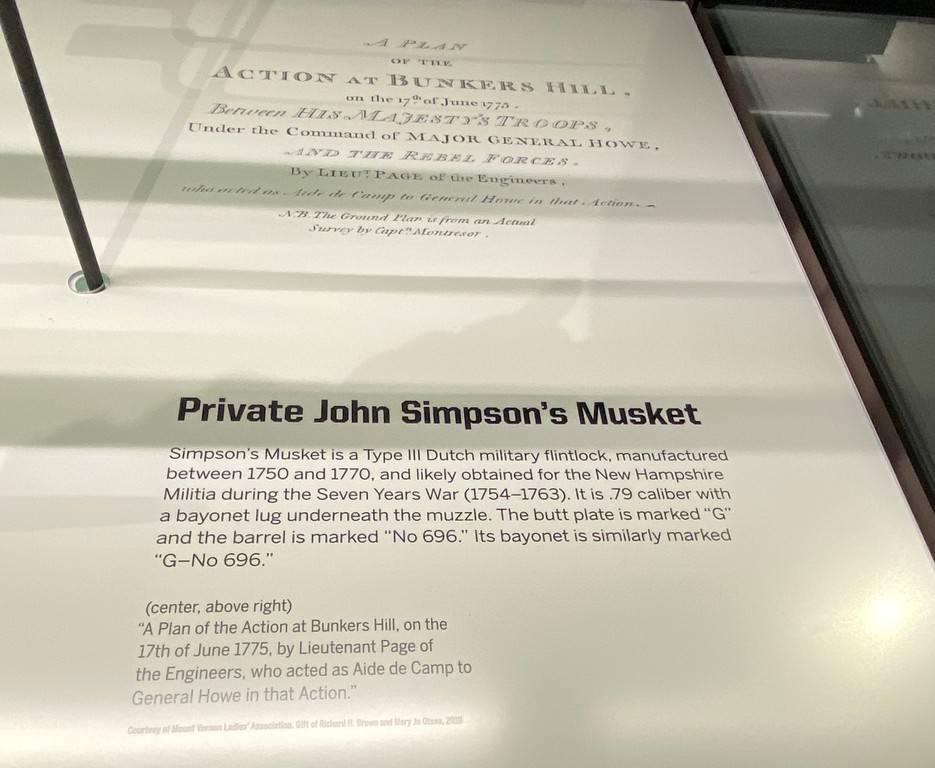 A PLAN
OF THE
ACTION AT BUNKERS HILL,
on the 17th of June 1775.
Between HIS MAJESTY'S TROOPS,
Under the Command of MAJOR GENERAL HOWE,
AND THE REBEL FORCES.
By LIEUT. PAGE of the Engineers,
who acted as Aide de Camp to General Howe in that Action.
N.B. The Ground Plan is from an Actual
Survey by Captn Montresor.
Private John Simpson's Musket
Simpson's Musket is a Type III Dutch military flintlock, manufactured
between 1750 and 1770, and likely obtained for the New Hampshire
Militia during the Seven Years War (1754–1763). It is .79 caliber with
a bayonet lug underneath the muzzle. The butt plate is marked “G”
and the barrel is marked “No 696.” Its bayonet is similarly marked
“G–No 696.”
(center, above right)
“A Plan of the Action at Bunkers Hill, on the
17th of June 1775, by Lieutenant Page of
the Engineers, who acted as Aide de Camp to
General Howe in that Action.”
Courtesy of Mount Vernon Ladies' Association, Gift of Richard H. Brown and Mary Jo Otsea, 2019